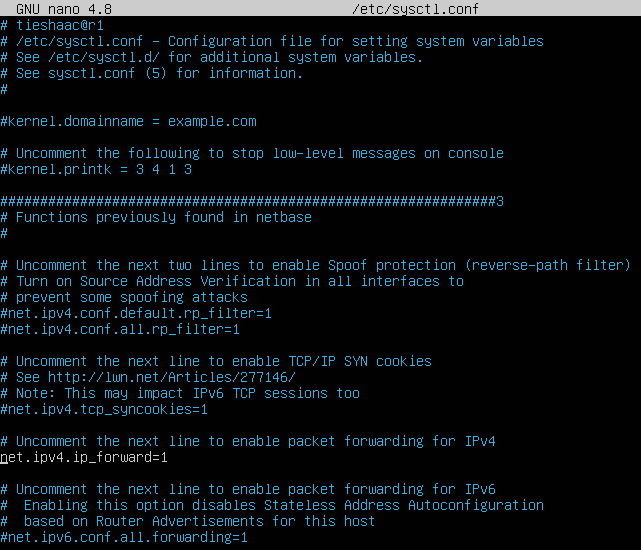 GNU nano 4.8 /etc/sysctl.conf
# tieshaac@r1
# /etc/sysctl.conf - Configuration file for setting system variables
# See /etc/sysctl.d/ for additional system variables.
# See sysctl.conf (5) for information.
#
#kernel.domainname = example.com
# Uncomment the following to stop low-level messages on console
#kernel.printk = 3 4 1 3
##############################################################3
# Functions previously found in netbase
#
# Uncomment the next two lines to enable Spoof protection (reverse-path filter)
# Turn on Source Address Verification in all interfaces to
# prevent some spoofing attacks
#net.ipv4.conf.default.rp_filter=1
#net.ipv4.conf.all.rp_filter=1
# Uncomment the next line to enable TCP/IP SYN cookies
# See http://lwn.net/Articles/277146/
# Note: This may impact IPv6 TCP sessions too
#net.ipv4.tcp_syncookies=1
# Uncomment the next line to enable packet forwarding for IPv4
net.ipv4.ip_forward=1
# Uncomment the next line to enable packet forwarding for IPv6
#  Enabling this option disables Stateless Address Autoconfiguration
#  based on Router Advertisements for this host
#net.ipv6.conf.all.forwarding=1